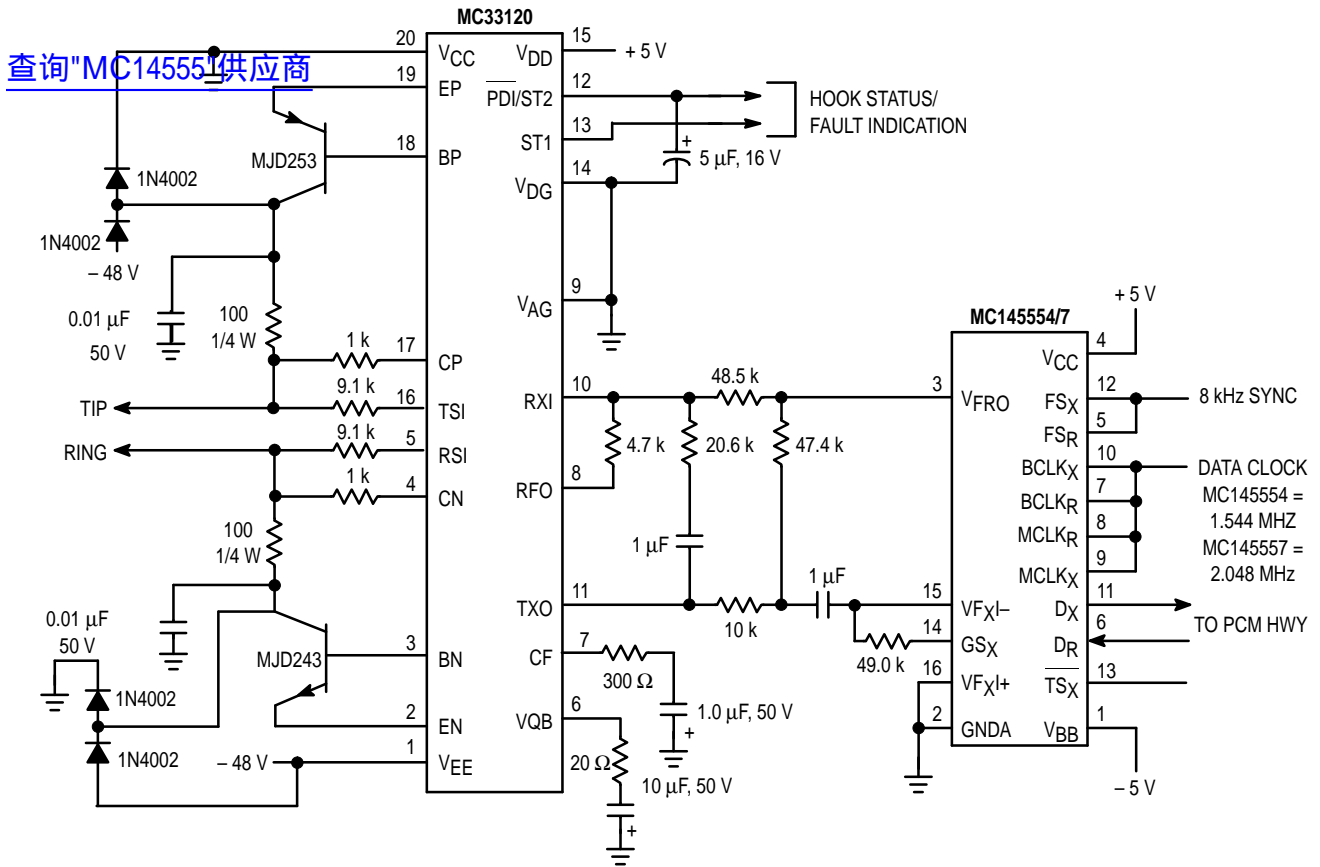 MC33120
查询"MC14555"供应商
20
VCC
19
EP
18
BP
MJD253
1N4002
1N4002
– 48 V
0.01 μF
50 V
100
1/4 W
1 k
17
CP
9.1 k
16
TSI
TIP
9.1 k
5
RSI
RING
1 k
4
CN
100
1/4 W
0.01 μF
50 V
MJD243
3
BN
1N4002
2
EN
1N4002
– 48 V
1
VEE
VDD
15
+ 5 V
PDI/ST2
12
ST1
13
HOOK STATUS/
FAULT INDICATION
+
5 μF, 16 V
VDG
14
VAG
9
RXI
10
48.5 k
4.7 k
20.6 k
47.4 k
RFO
8
1 μF
1 μF
TXO
11
10 k
CF
7
300 Ω
1.0 μF, 50 V
+
VQB
6
20 Ω
10 μF, 50 V
+
49.0 k
MC145554/7
+ 5 V
VCC
4
3
VFRO
FSX
12
8 kHz SYNC
FSR
5
BCLKX
10
DATA CLOCK
MC145554 =
1.544 MHZ
MC145557 =
2.048 MHz
BCLKR
7
MCLKR
8
MCLKX
9
15
VFXI–
DX
11
TO PCM HWY
14
GSX
DR
6
16
VFXI+
TSX
13
2
GNDA
VBB
1
– 5 V